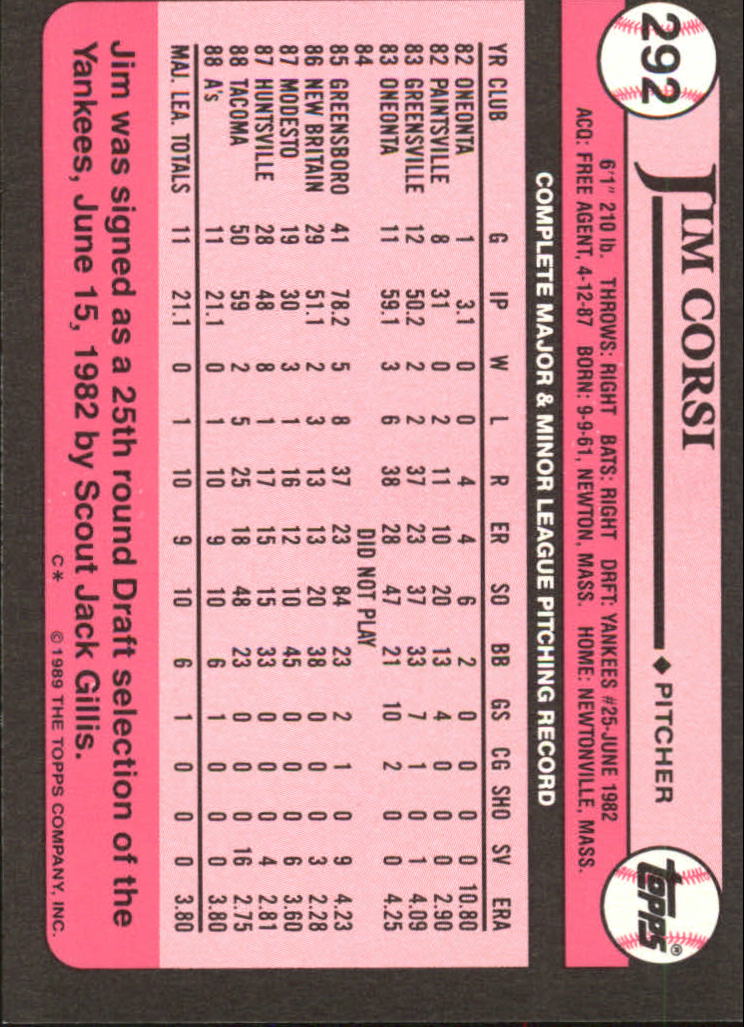 292
JIM CORSI ◆ PITCHER
TOPPS®
6'1" 210 lb. THROWS: RIGHT BATS: RIGHT DRFT: YANKEES #25-JUNE 1982
ACQ: FREE AGENT, 4-12-87 BORN: 9-9-61, NEWTON, MASS. HOME: NEWTONVILLE, MASS.
COMPLETE MAJOR & MINOR LEAGUE PITCHING RECORD
YR CLUB G IP W L R ER SO BB GS CG SHO SV ERA
82 ONEONTA 1 3.1 0 0 4 4 6 2 0 0 0 0 10.80
82 PAINTSVILLE 8 31 0 2 11 10 20 13 4 0 0 0 2.90
83 GREENSVILLE 12 50.2 2 2 37 23 37 33 7 1 0 1 4.09
83 ONEONTA 11 59.1 3 6 38 28 47 21 10 2 0 0 4.25
84 DID NOT PLAY
85 GREENSBORO 41 78.2 5 8 37 23 84 23 2 1 0 9 4.23
86 NEW BRITAIN 29 51.1 2 3 13 13 20 38 0 0 0 3 2.28
87 MODESTO 19 30 3 1 16 12 10 45 0 0 0 6 3.60
87 HUNTSVILLE 28 48 8 1 17 15 15 33 0 0 0 4 2.81
88 TACOMA 50 59 2 5 25 18 48 23 0 0 0 16 2.75
88 A's 11 21.1 0 1 10 9 10 6 1 0 0 0 3.80
MAJ. LEA. TOTALS 11 21.1 0 1 10 9 10 6 1 0 0 0 3.80
Jim was signed as a 25th round Draft selection of the
Yankees, June 15, 1982 by Scout Jack Gillis.
C* © 1989 THE TOPPS COMPANY, INC.